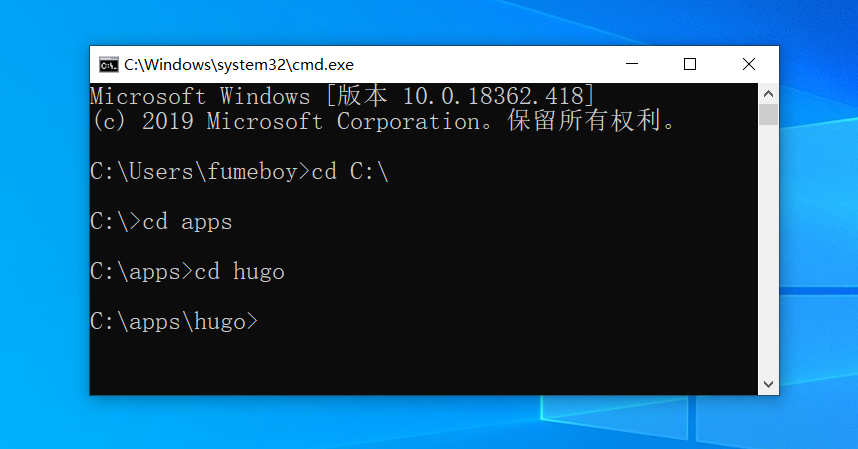 C:\Windows\system32\cmd.exe
Microsoft Windows [版本 10.0.18362.418]
(c) 2019 Microsoft Corporation。保留所有权利。
C:\Users\fumeboy>cd C:\
C:\>cd apps
C:\apps>cd hugo
C:\apps\hugo>